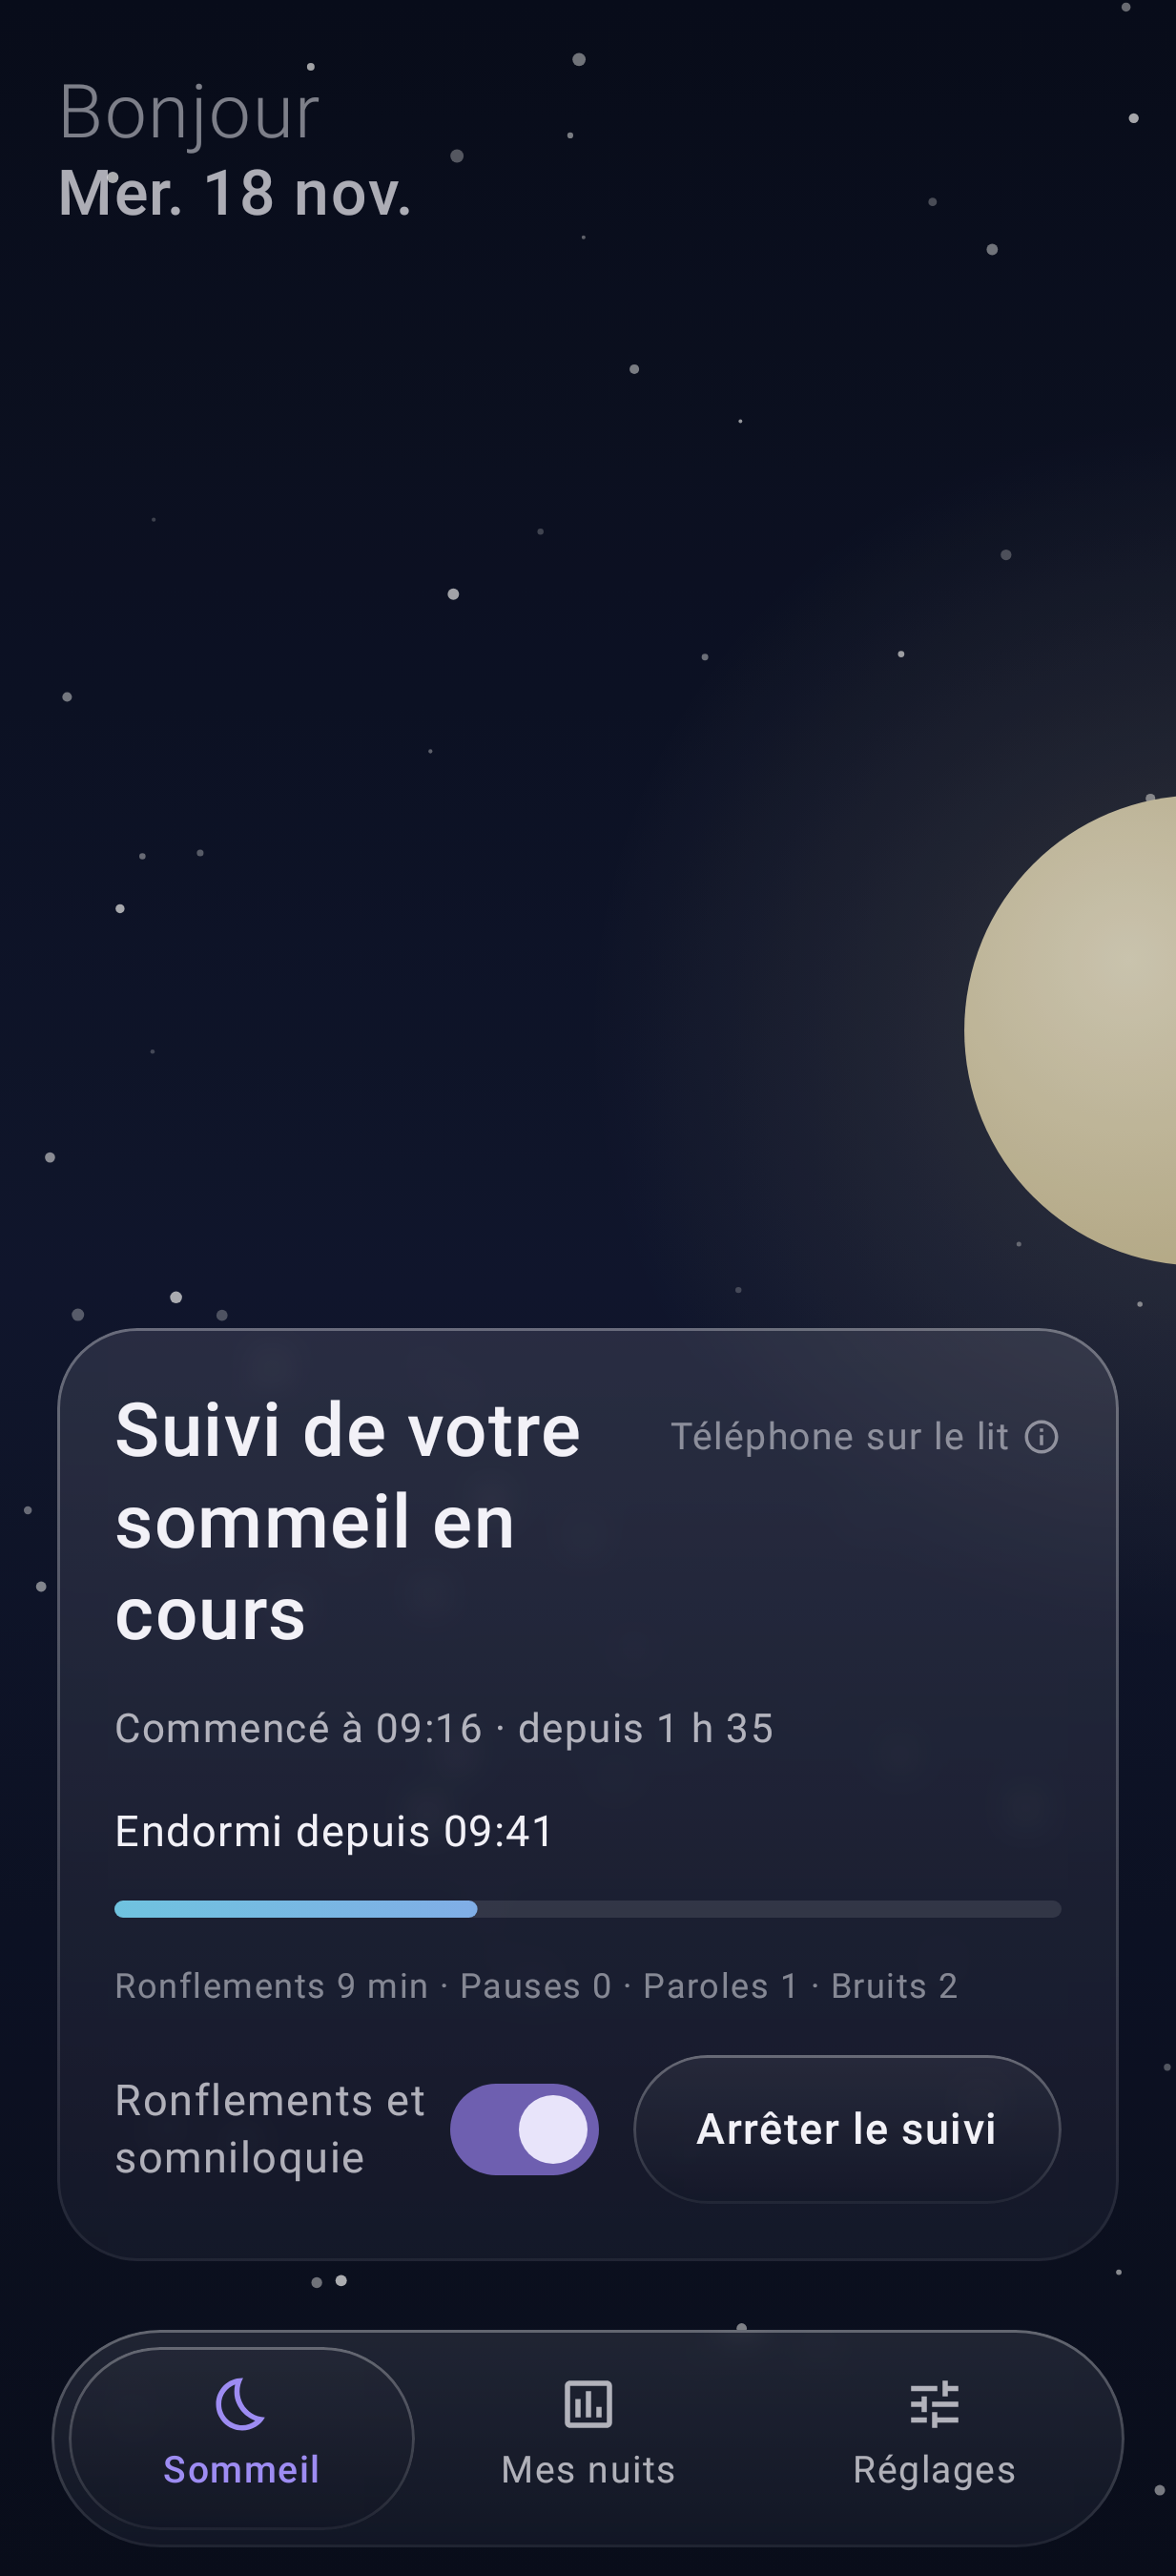 Bonjour
Mer. 18 nov.
Suivi de votre
sommeil en
cours
Téléphone sur le lit
Commencé à 09:16 · depuis 1 h 35
Endormi depuis 09:41
Ronflements 9 min · Pauses 0 · Paroles 1 · Bruits 2
Ronflements et
somniloquie
Arrêter le suivi
Sommeil
Mes nuits
Réglages